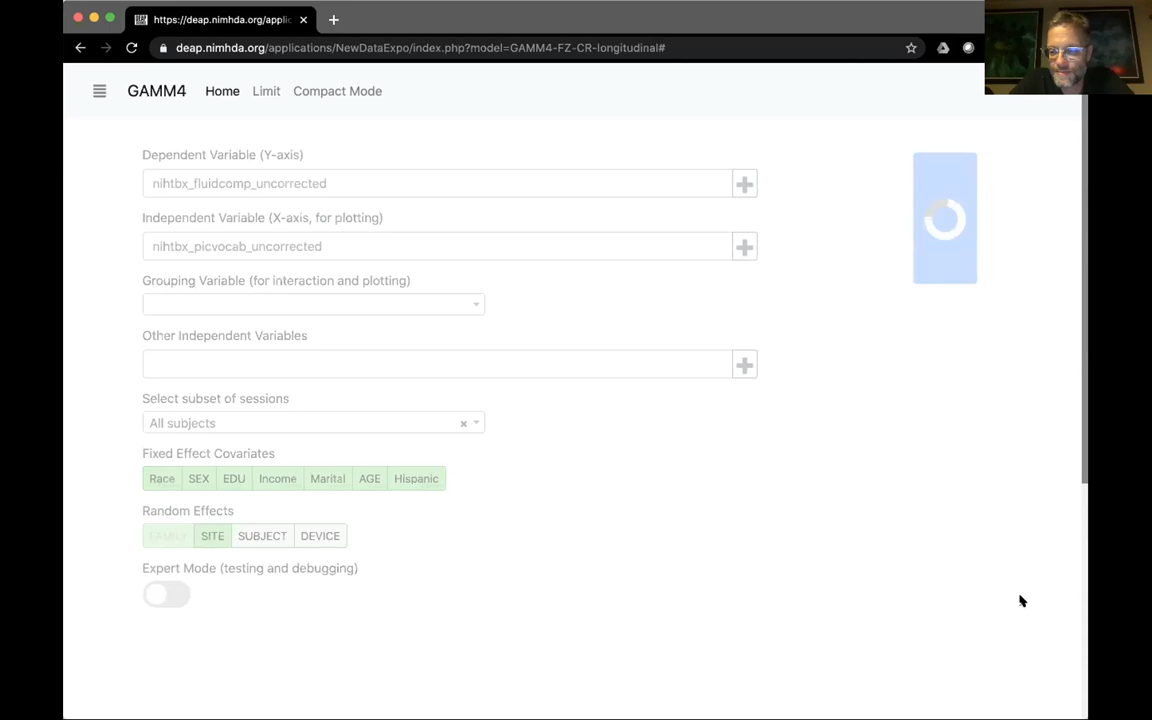 https://deap.nimhda.org/applic
deap.nimhda.org/applications/NewDataExpo/index.php?model=GAMM4-FZ-CR-longitudinal#
GAMM4 Home Limit Compact Mode
Dependent Variable (Y-axis)
nihtbx_fluidcomp_uncorrected
Independent Variable (X-axis, for plotting)
nihtbx_picvocab_uncorrected
Grouping Variable (for interaction and plotting)
Other Independent Variables
Select subset of sessions
All subjects
Fixed Effect Covariates
Race SEX EDU Income Marital AGE Hispanic
Random Effects
FAMILY SITE SUBJECT DEVICE
Expert Mode (testing and debugging)